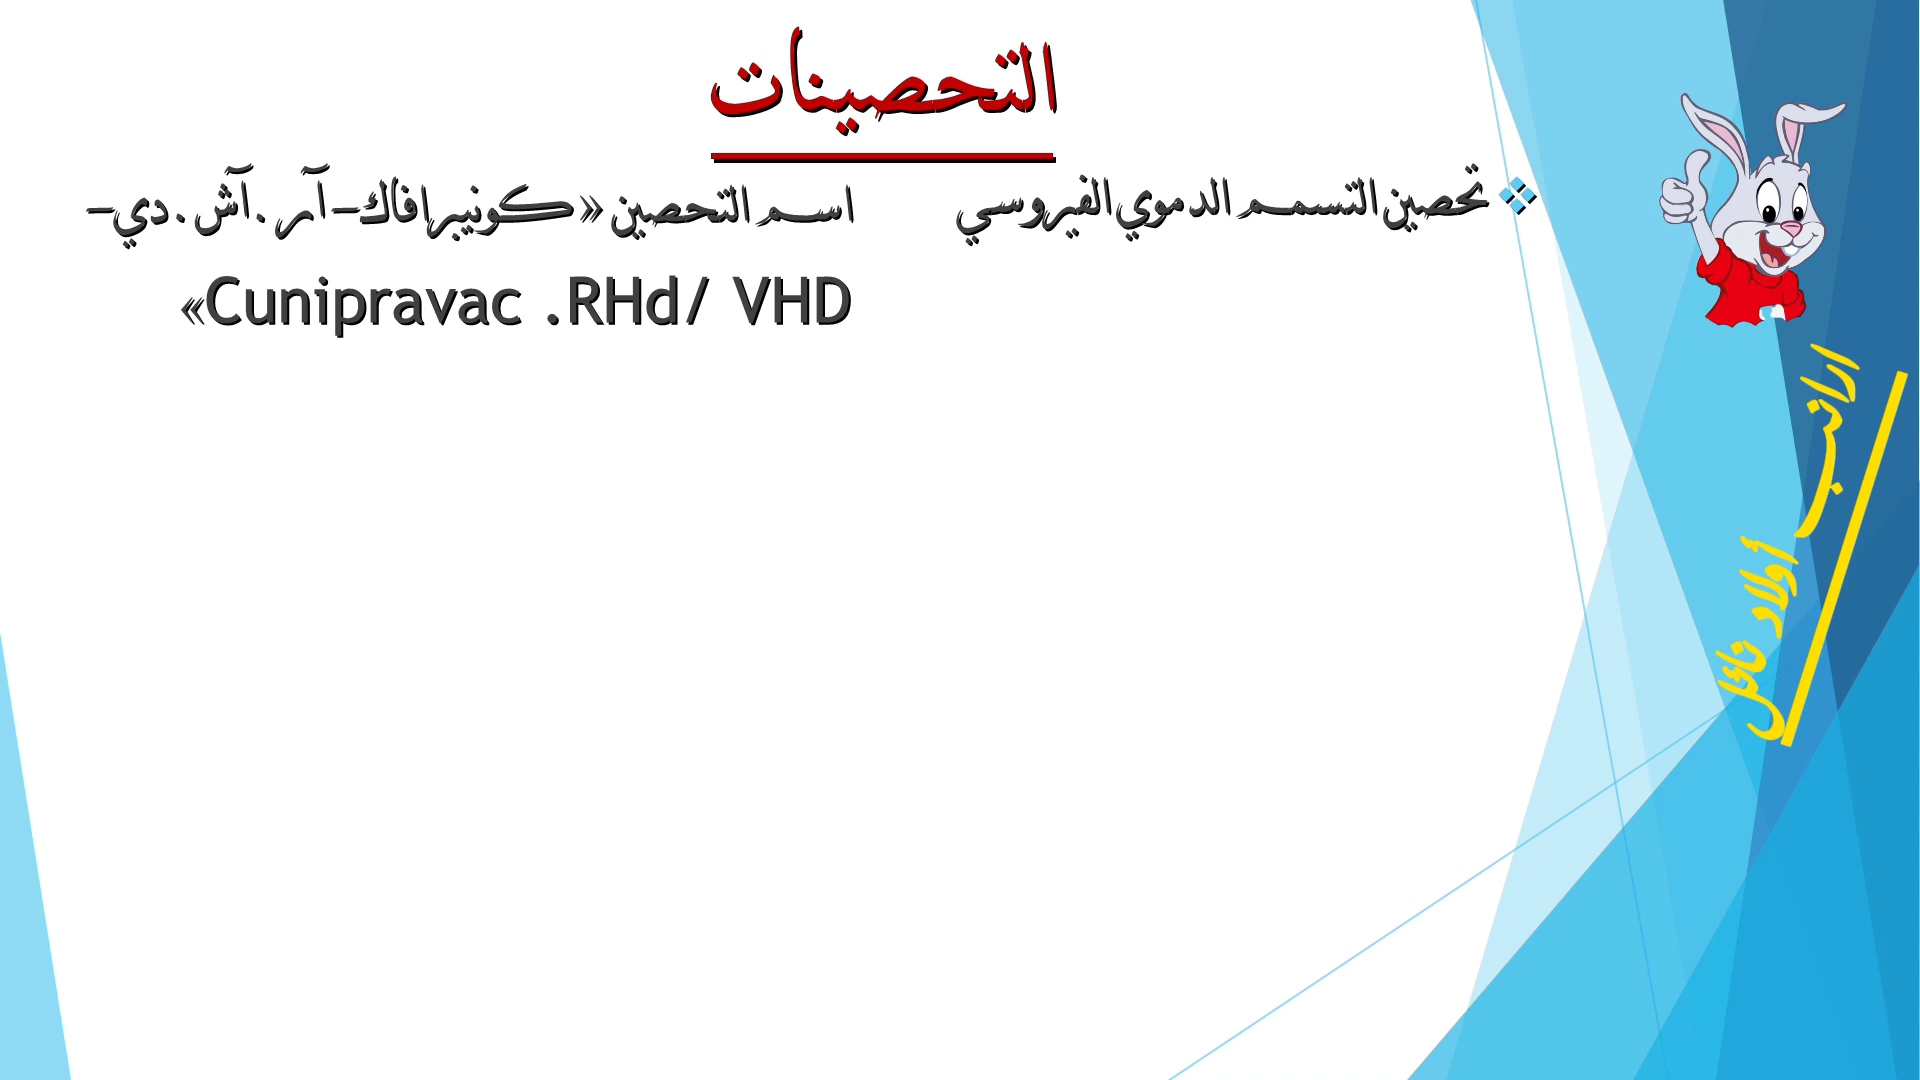 التحصينات
تحصين التسمم الدموي الفيروسي اسم التحصين «كونيبرافاك- آر .آش .دي-
Cunipravac .RHd/ VHD»
ارانب أولاد نائل